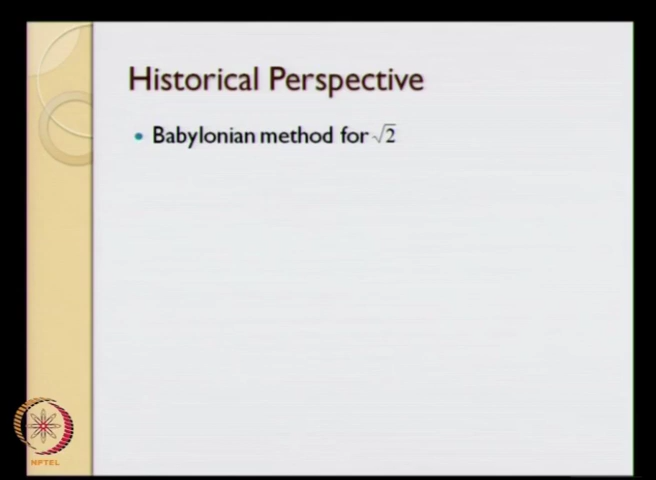 Historical Perspective
• Babylonian method for √2
NPTEL